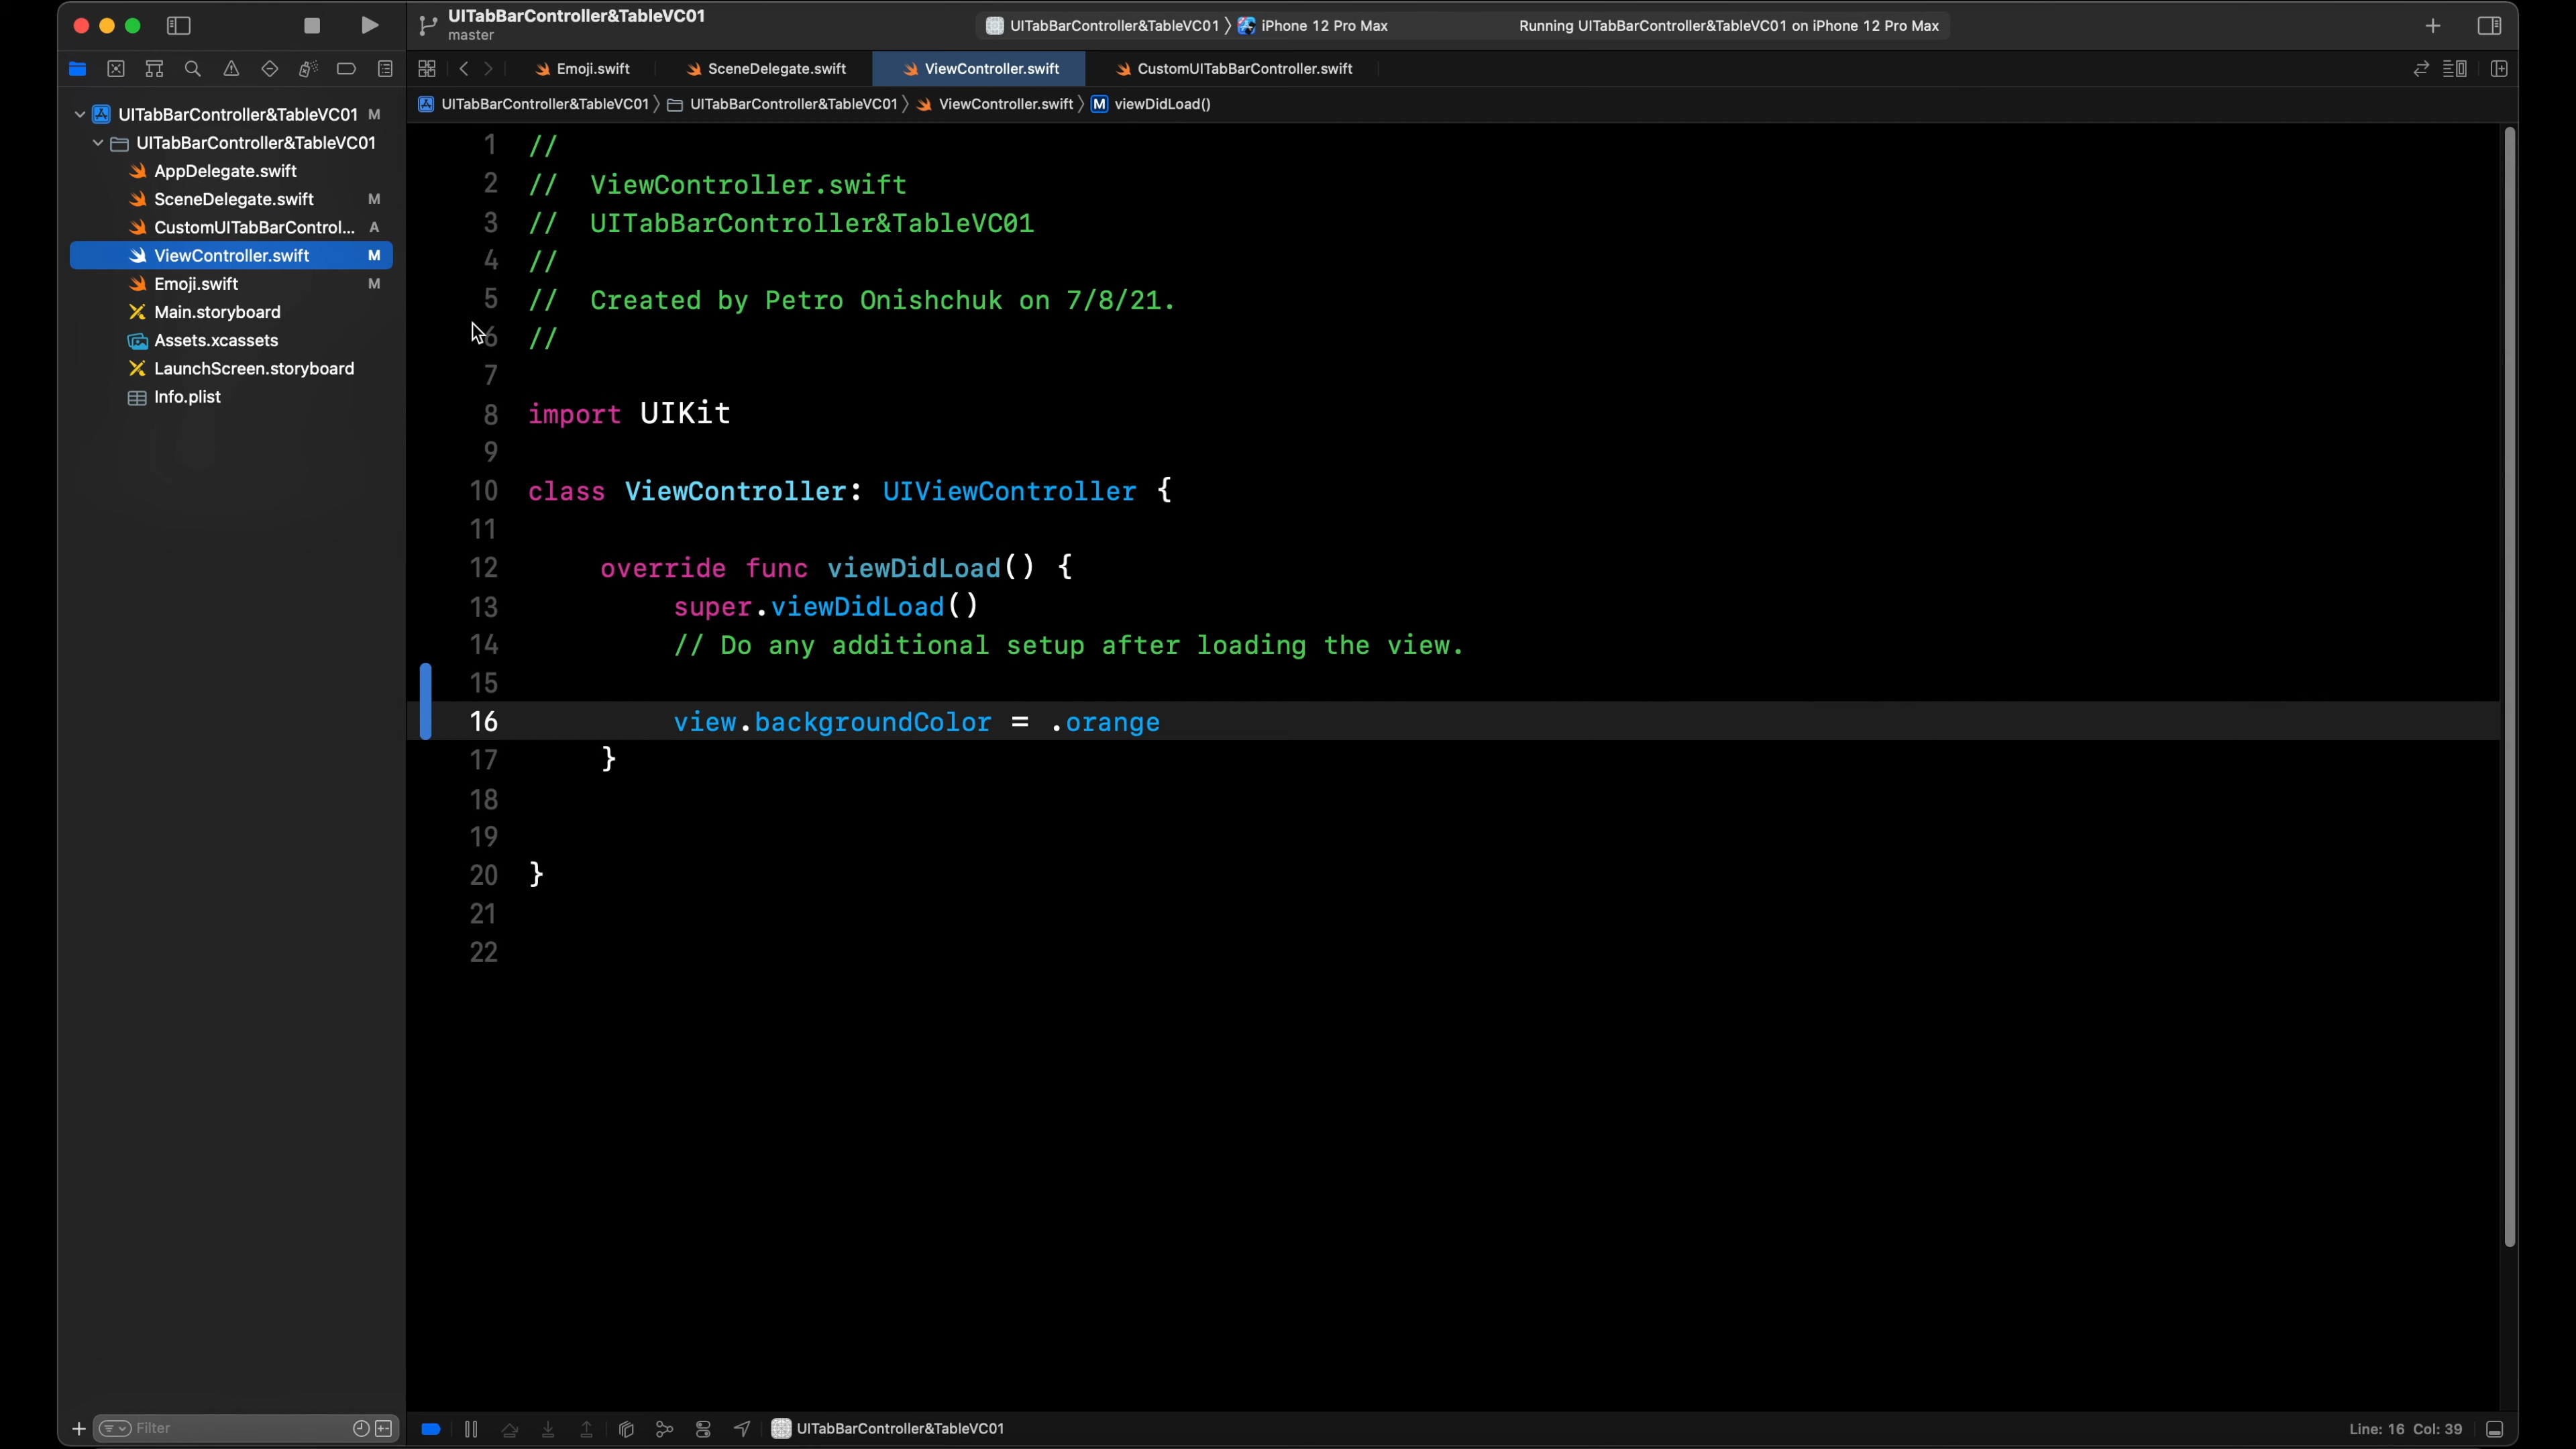 UITabBarController&TableVC01
master
UITabBarController&TableVC01 〉 iPhone 12 Pro Max
Running UITabBarController&TableVC01 on iPhone 12 Pro Max
Emoji.swift
SceneDelegate.swift
ViewController.swift
CustomUITabBarController.swift
UITabBarController&TableVC01 〉 UITabBarController&TableVC01 〉 ViewController.swift 〉 M viewDidLoad()
UITabBarController&TableVC01 M
UITabBarController&TableVC01
AppDelegate.swift
SceneDelegate.swift M
CustomUITabBarControl... A
ViewController.swift M
Emoji.swift M
Main.storyboard
Assets.xcassets
LaunchScreen.storyboard
Info.plist
1 //
2 //  ViewController.swift
3 //  UITabBarController&TableVC01
4 //
5 //  Created by Petro Onishchuk on 7/8/21.
6 //
7
8 import UIKit
9
10 class ViewController: UIViewController {
11
12     override func viewDidLoad() {
13         super.viewDidLoad()
14         // Do any additional setup after loading the view.
15
16         view.backgroundColor = .orange
17     }
18
19
20 }
21
22
Filter
UITabBarController&TableVC01
Line: 16 Col: 39